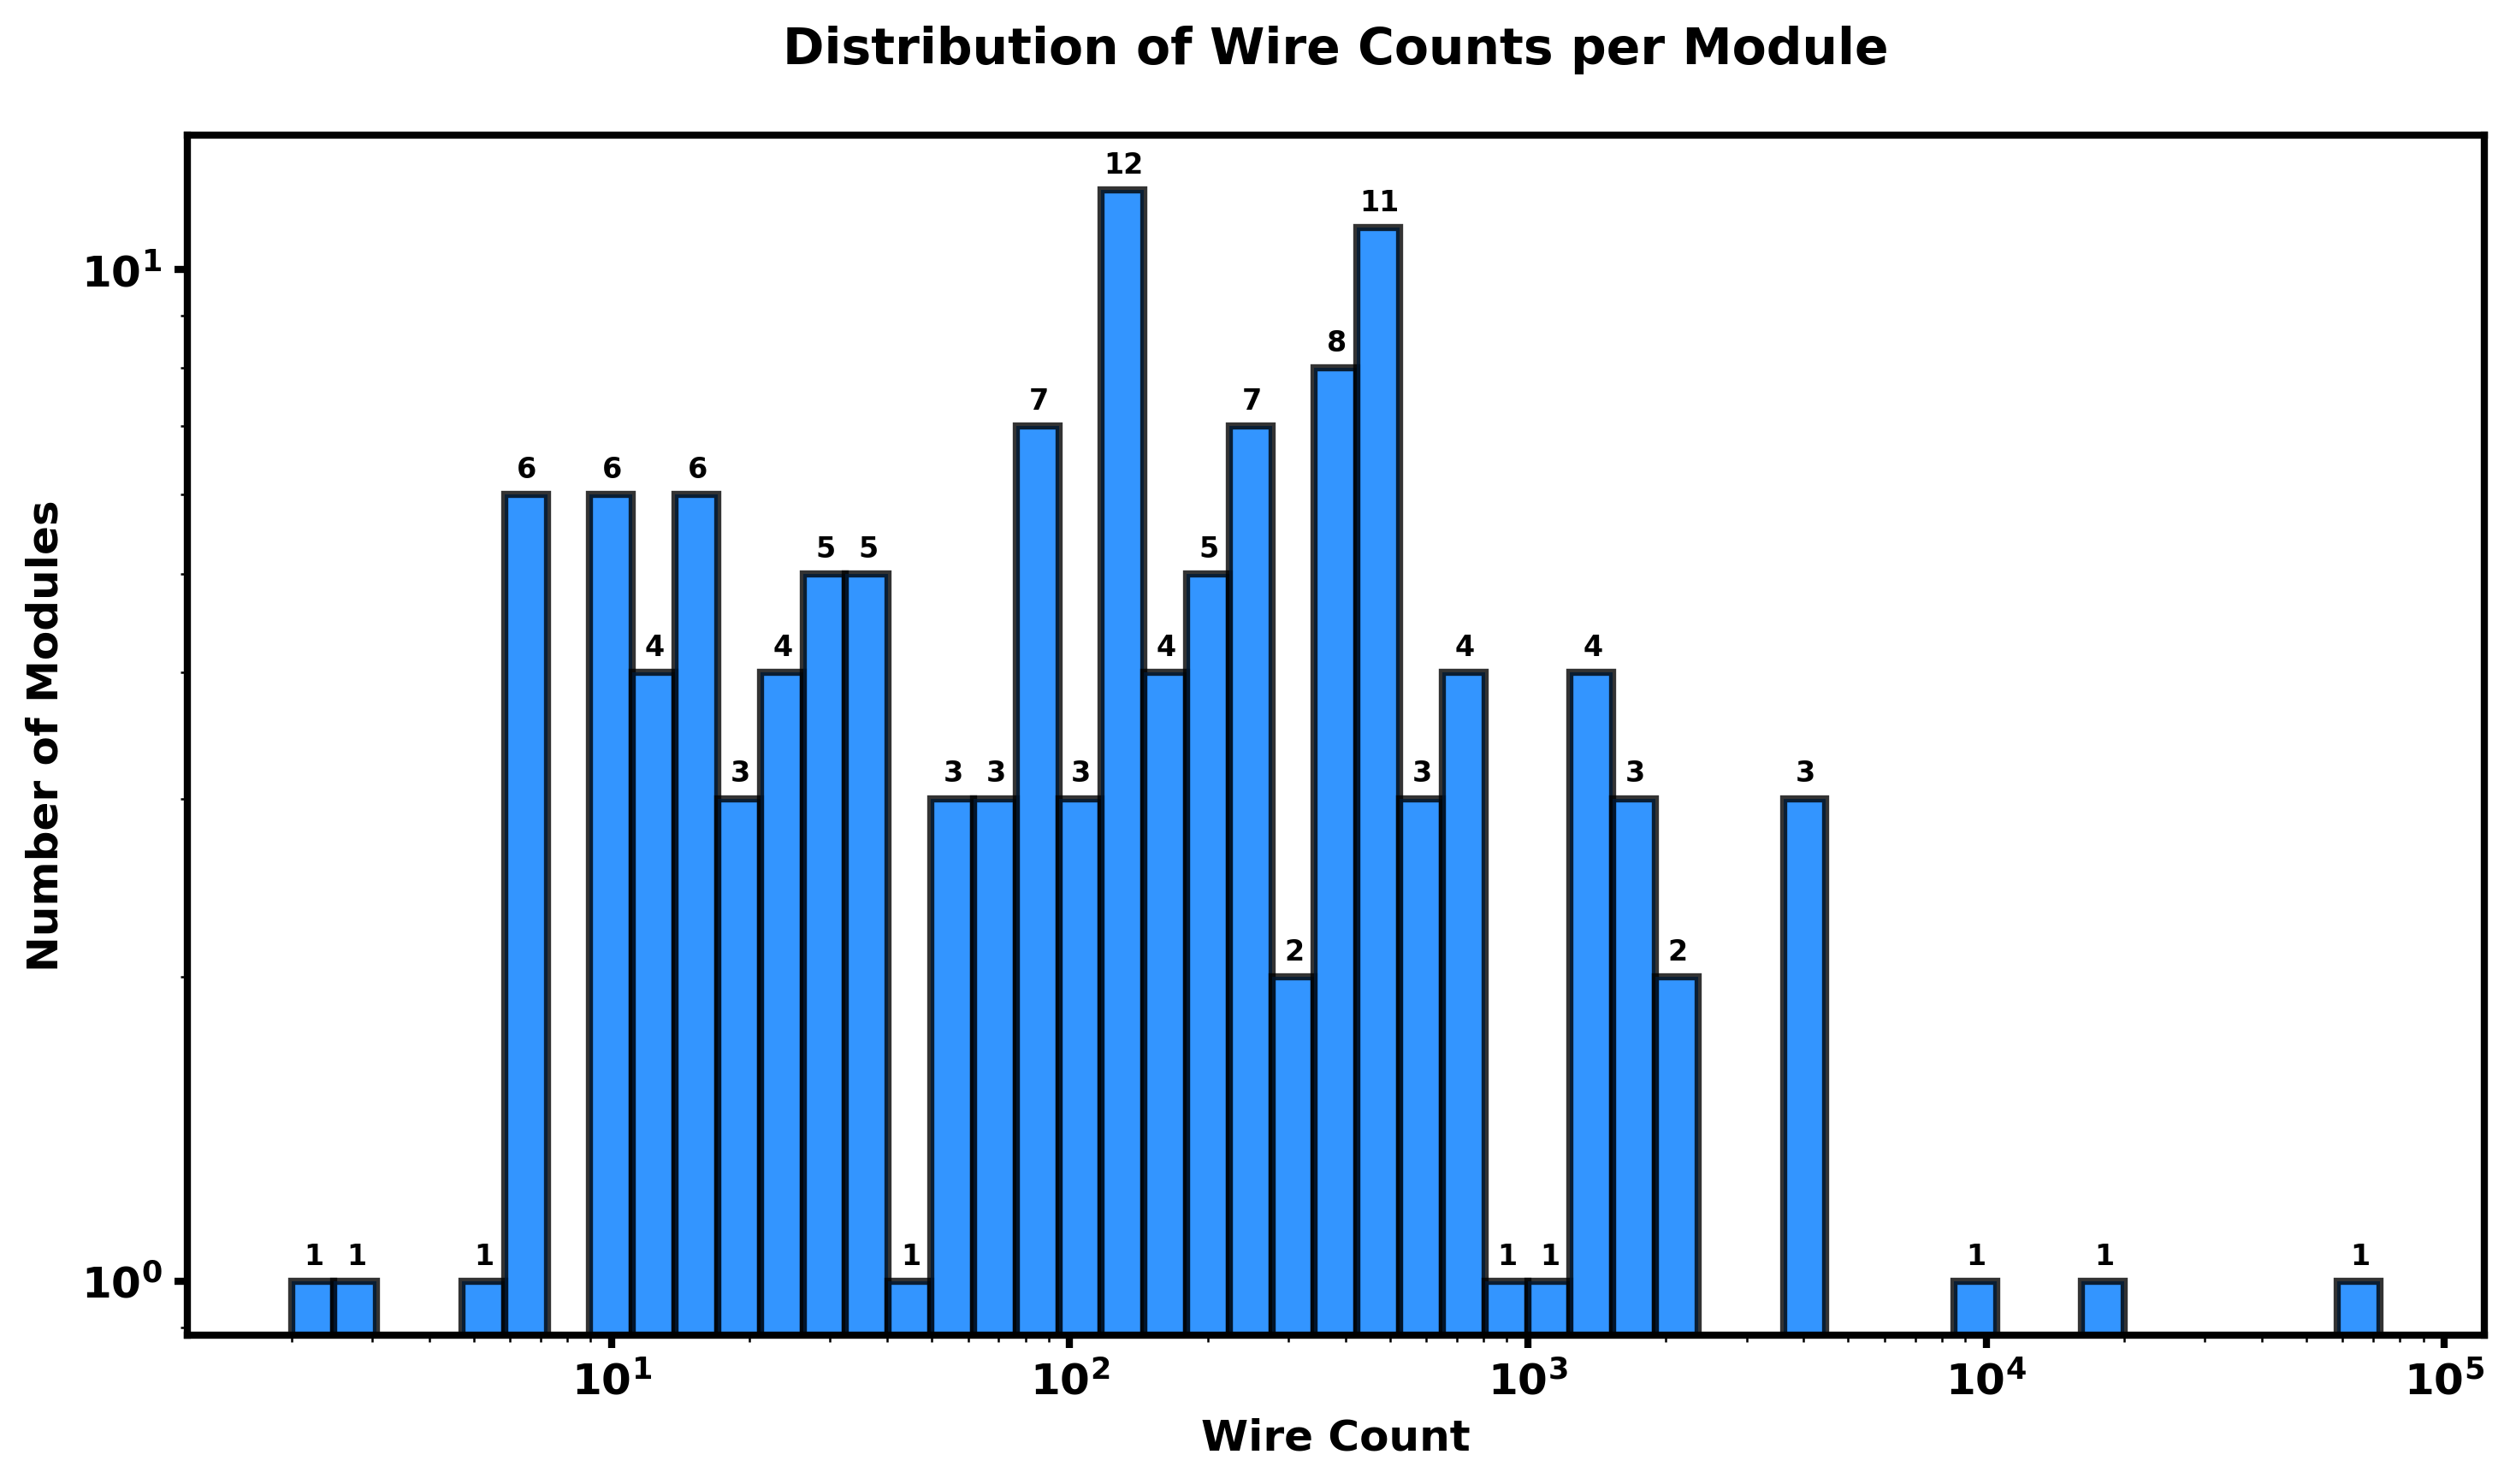 Distribution of Wire Counts per Module
Number of Modules
10¹
10⁰
1 1 1 6 6 4 6 3 4 5 5 1 3 3 7 3 12 4 5 7 2 8 11 3 4 1 1 4 3 2 3 1 1 1
10¹ 10² 10³ 10⁴ 10⁵
Wire Count